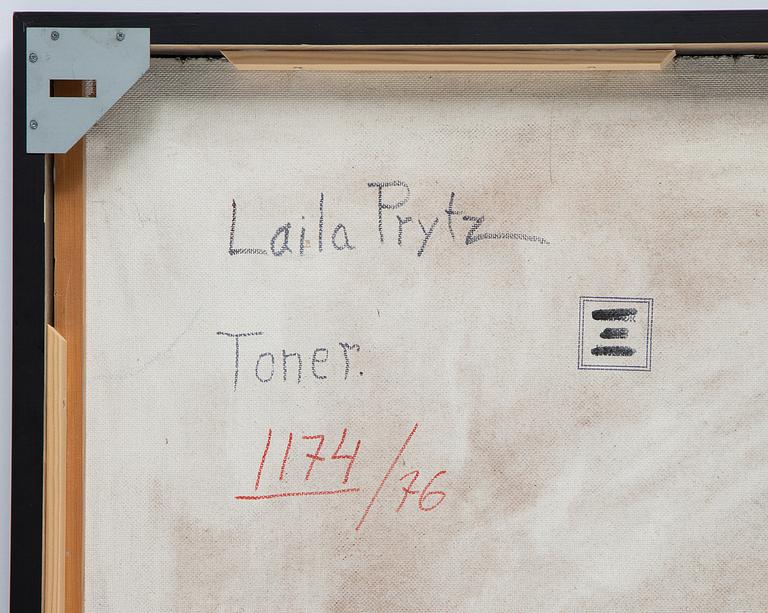 Laila Prytz
Toner.
1174/76